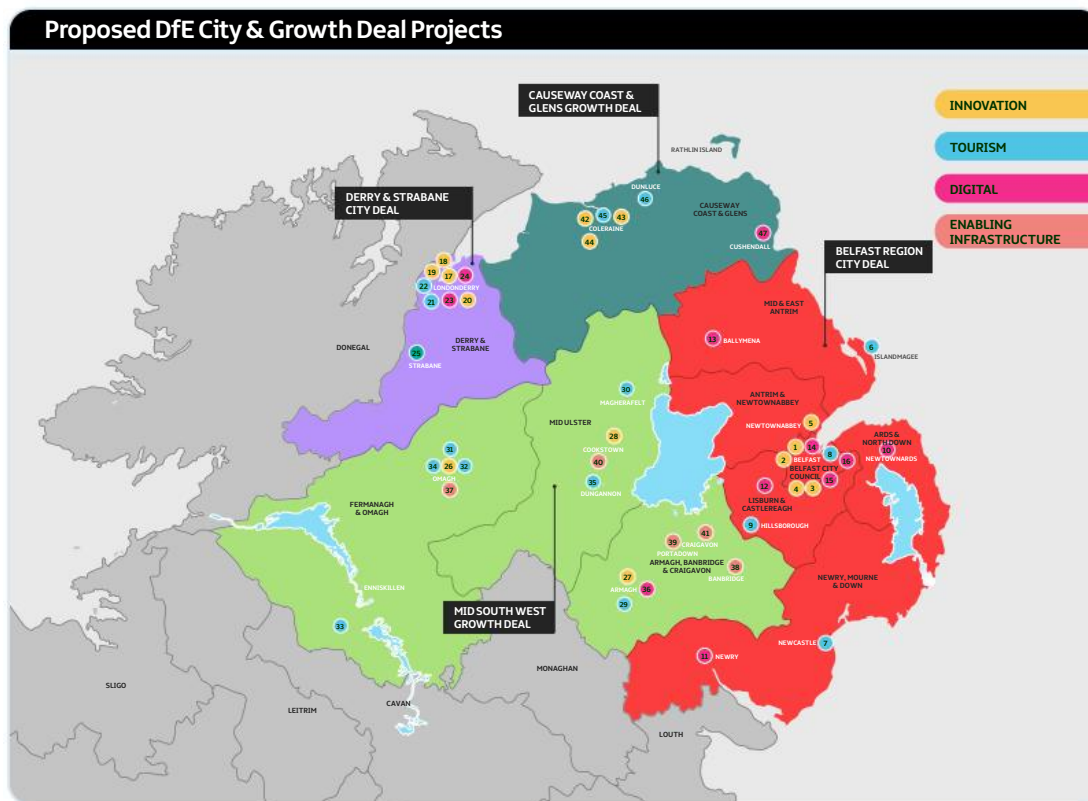 Proposed DfE City & Growth Deal Projects
CAUSEWAY COAST &
GLENS GROWTH DEAL
INNOVATION
TOURISM
DIGITAL
ENABLING
INFRASTRUCTURE
RATHLIN ISLAND
DERRY & STRABANE
CITY DEAL
DUNLUCE
46
CAUSEWAY
COAST & GLENS
42
45
43
COLERAINE
44
47
CUSHENDALL
BELFAST REGION
CITY DEAL
18
19
17
24
22
LONDONDERRY
21
23
20
MID & EAST
ANTRIM
DONEGAL
DERRY &
STRABANE
25
STRABANE
13
BALLYMENA
6
ISLANDMAGEE
30
MAGHERAFELT
ANTRIM &
NEWTOWNABBEY
MID ULSTER
28
COOKSTOWN
40
35
DUNGANNON
NEWTOWNABBEY
5
1
14
2
BELFAST
8
16
BELFAST CITY
COUNCIL
15
4
3
12
LISBURN &
CASTLEREAGH
ARDS &
NORTH DOWN
10
NEWTOWNARDS
31
34
26
32
OMAGH
37
FERMANAGH
& OMAGH
9
HILLSBOROUGH
41
39
CRAIGAVON
PORTADOWN
ARMAGH, BANBRIDGE
& CRAIGAVON
38
BANBRIDGE
27
ARMAGH
36
29
NEWRY, MOURNE
& DOWN
ENNISKILLEN
33
MID SOUTH WEST
GROWTH DEAL
NEWCASTLE
7
11
NEWRY
MONAGHAN
SLIGO
LEITRIM
CAVAN
LOUTH